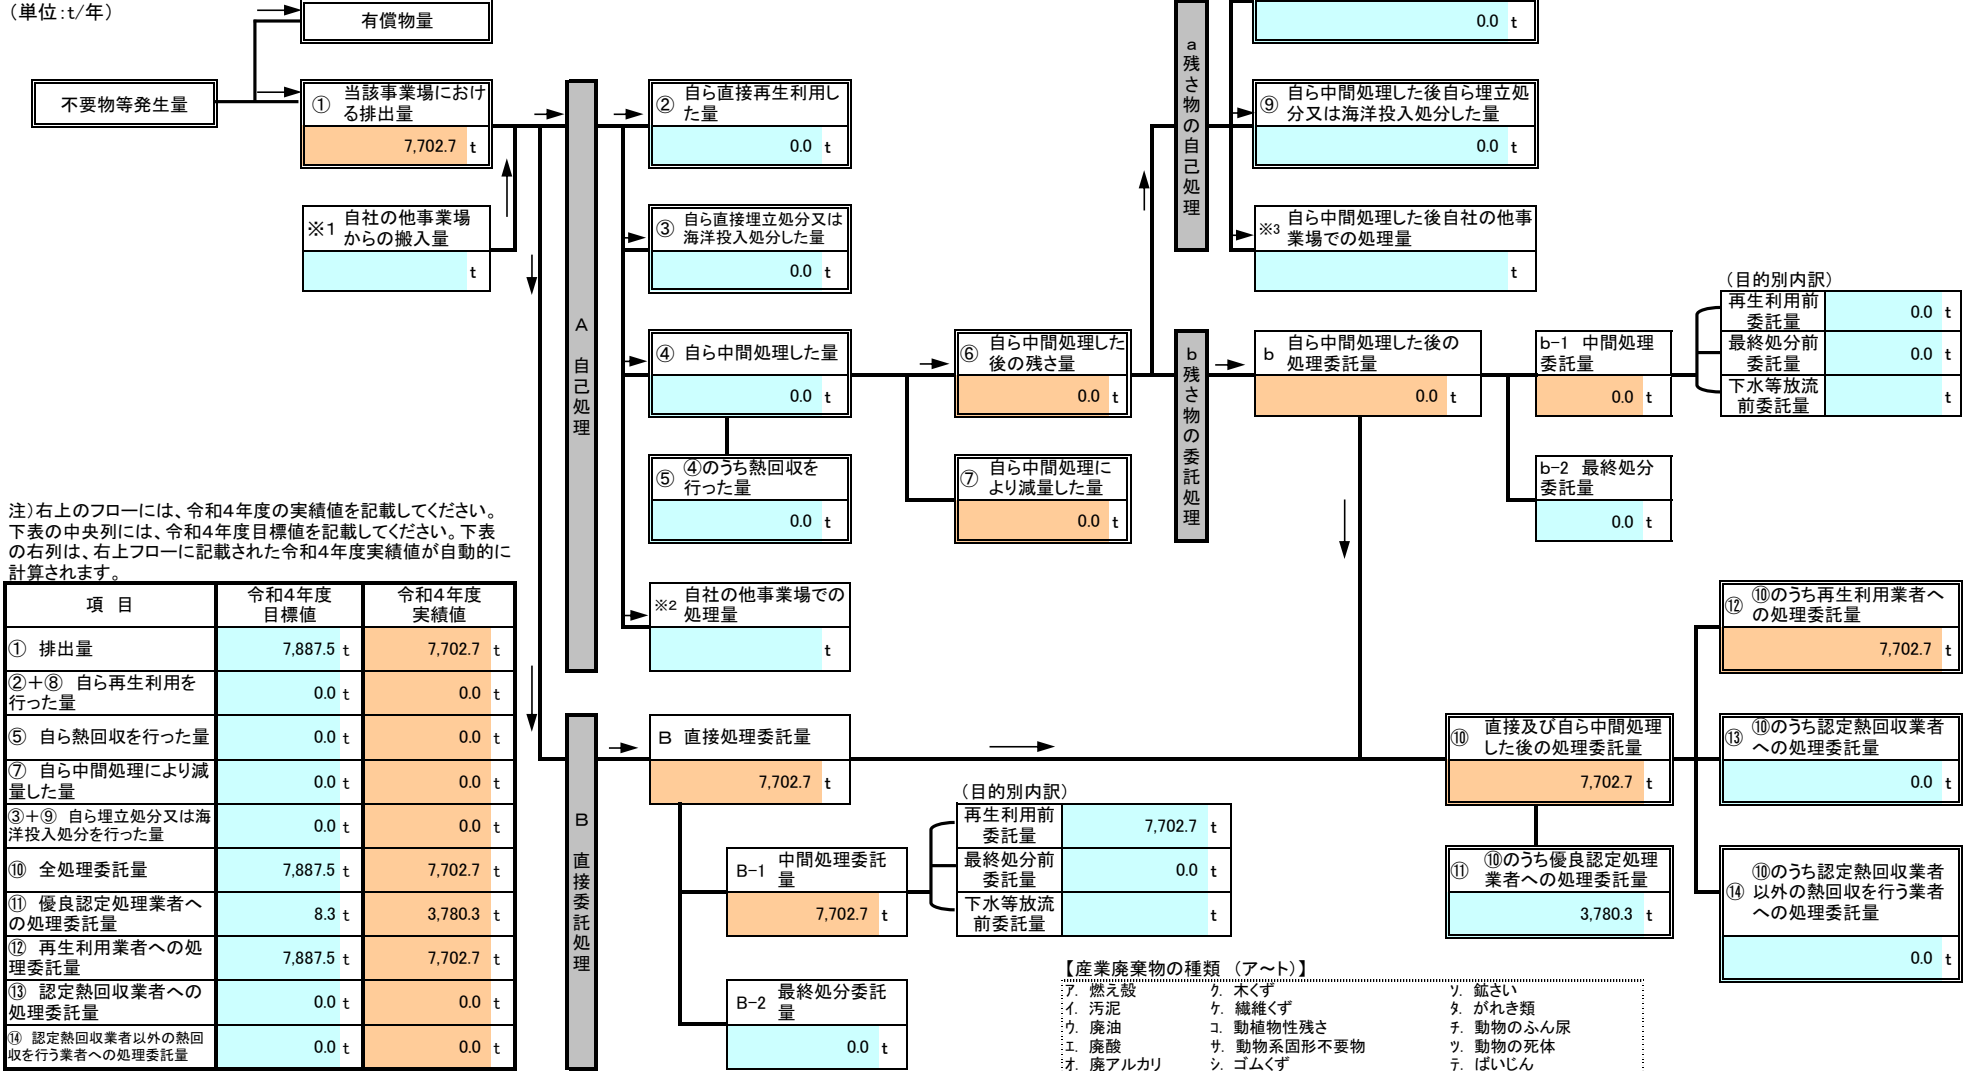 （単位：t/年）
有償物量
不要物等発生量
① 当該事業場におけ
る排出量
7,702.7 t
※1 自社の他事業場
からの搬入量
t
A 自己処理
② 自ら直接再生利用し
た量
0.0 t
③ 自ら直接埋立処分又は
海洋投入処分した量
0.0 t
④ 自ら中間処理した量
0.0 t
⑤ ④のうち熱回収を
行った量
0.0 t
※2 自社の他事業場での
処理量
t
⑥ 自ら中間処理した
後の残さ量
0.0 t
⑦ 自ら中間処理に
より減量した量
0.0 t
a残さ物の自己処理
0.0 t
⑨ 自ら中間処理した後自ら埋立処
分又は海洋投入処分した量
0.0 t
※3 自ら中間処理した後自社の他事
業場での処理量
t
b残さ物の委託処理
b 自ら中間処理した後の
処理委託量
0.0 t
b-1 中間処理
委託量
0.0 t
b-2 最終処分
委託量
0.0 t
（目的別内訳）
再生利用前
委託量
0.0 t
最終処分前
委託量
0.0 t
下水等放流
前委託量
t
注）右上のフローには、令和４年度の実績値を記載してください。
下表の中央列には、令和４年度目標値を記載してください。下表
の右列は、右上フローに記載された令和４年度実績値が自動的に
計算されます。
項 目
令和４年度
目標値
令和４年度
実績値
① 排出量 7,887.5 t 7,702.7 t
②＋⑧ 自ら再生利用を
行った量
0.0 t 0.0 t
⑤ 自ら熱回収を行った量 0.0 t 0.0 t
⑦ 自ら中間処理により減
量した量
0.0 t 0.0 t
③＋⑨ 自ら埋立処分又は海
洋投入処分を行った量
0.0 t 0.0 t
⑩ 全処理委託量 7,887.5 t 7,702.7 t
⑪ 優良認定処理業者へ
の処理委託量
8.3 t 3,780.3 t
⑫ 再生利用業者への処
理委託量
7,887.5 t 7,702.7 t
⑬ 認定熱回収業者への
処理委託量
0.0 t 0.0 t
⑭ 認定熱回収業者以外の熱回
収を行う業者への処理委託量
0.0 t 0.0 t
B 直接委託処理
B 直接処理委託量
7,702.7 t
B-1 中間処理委託
量
7,702.7 t
B-2 最終処分委託
量
0.0 t
（目的別内訳）
再生利用前
委託量
7,702.7 t
最終処分前
委託量
0.0 t
下水等放流
前委託量
t
⑩ 直接及び自ら中間処理
した後の処理委託量
7,702.7 t
⑪ ⑩のうち優良認定処理
業者への処理委託量
3,780.3 t
⑫ ⑩のうち再生利用業者へ
の処理委託量
7,702.7 t
⑬ ⑩のうち認定熱回収業者
への処理委託量
0.0 t
⑭ ⑩のうち認定熱回収業者
以外の熱回収を行う業者
への処理委託量
0.0 t
【産業廃棄物の種類 （ア～ト）】
ア. 燃え殻 ク. 木くず ソ. 鉱さい
イ. 汚泥 ケ. 繊維くず タ. がれき類
ウ. 廃油 コ. 動植物性残さ チ. 動物のふん尿
エ. 廃酸 サ. 動物系固形不要物 ツ. 動物の死体
オ. 廃アルカリ シ. ゴムくず テ. ばいじん